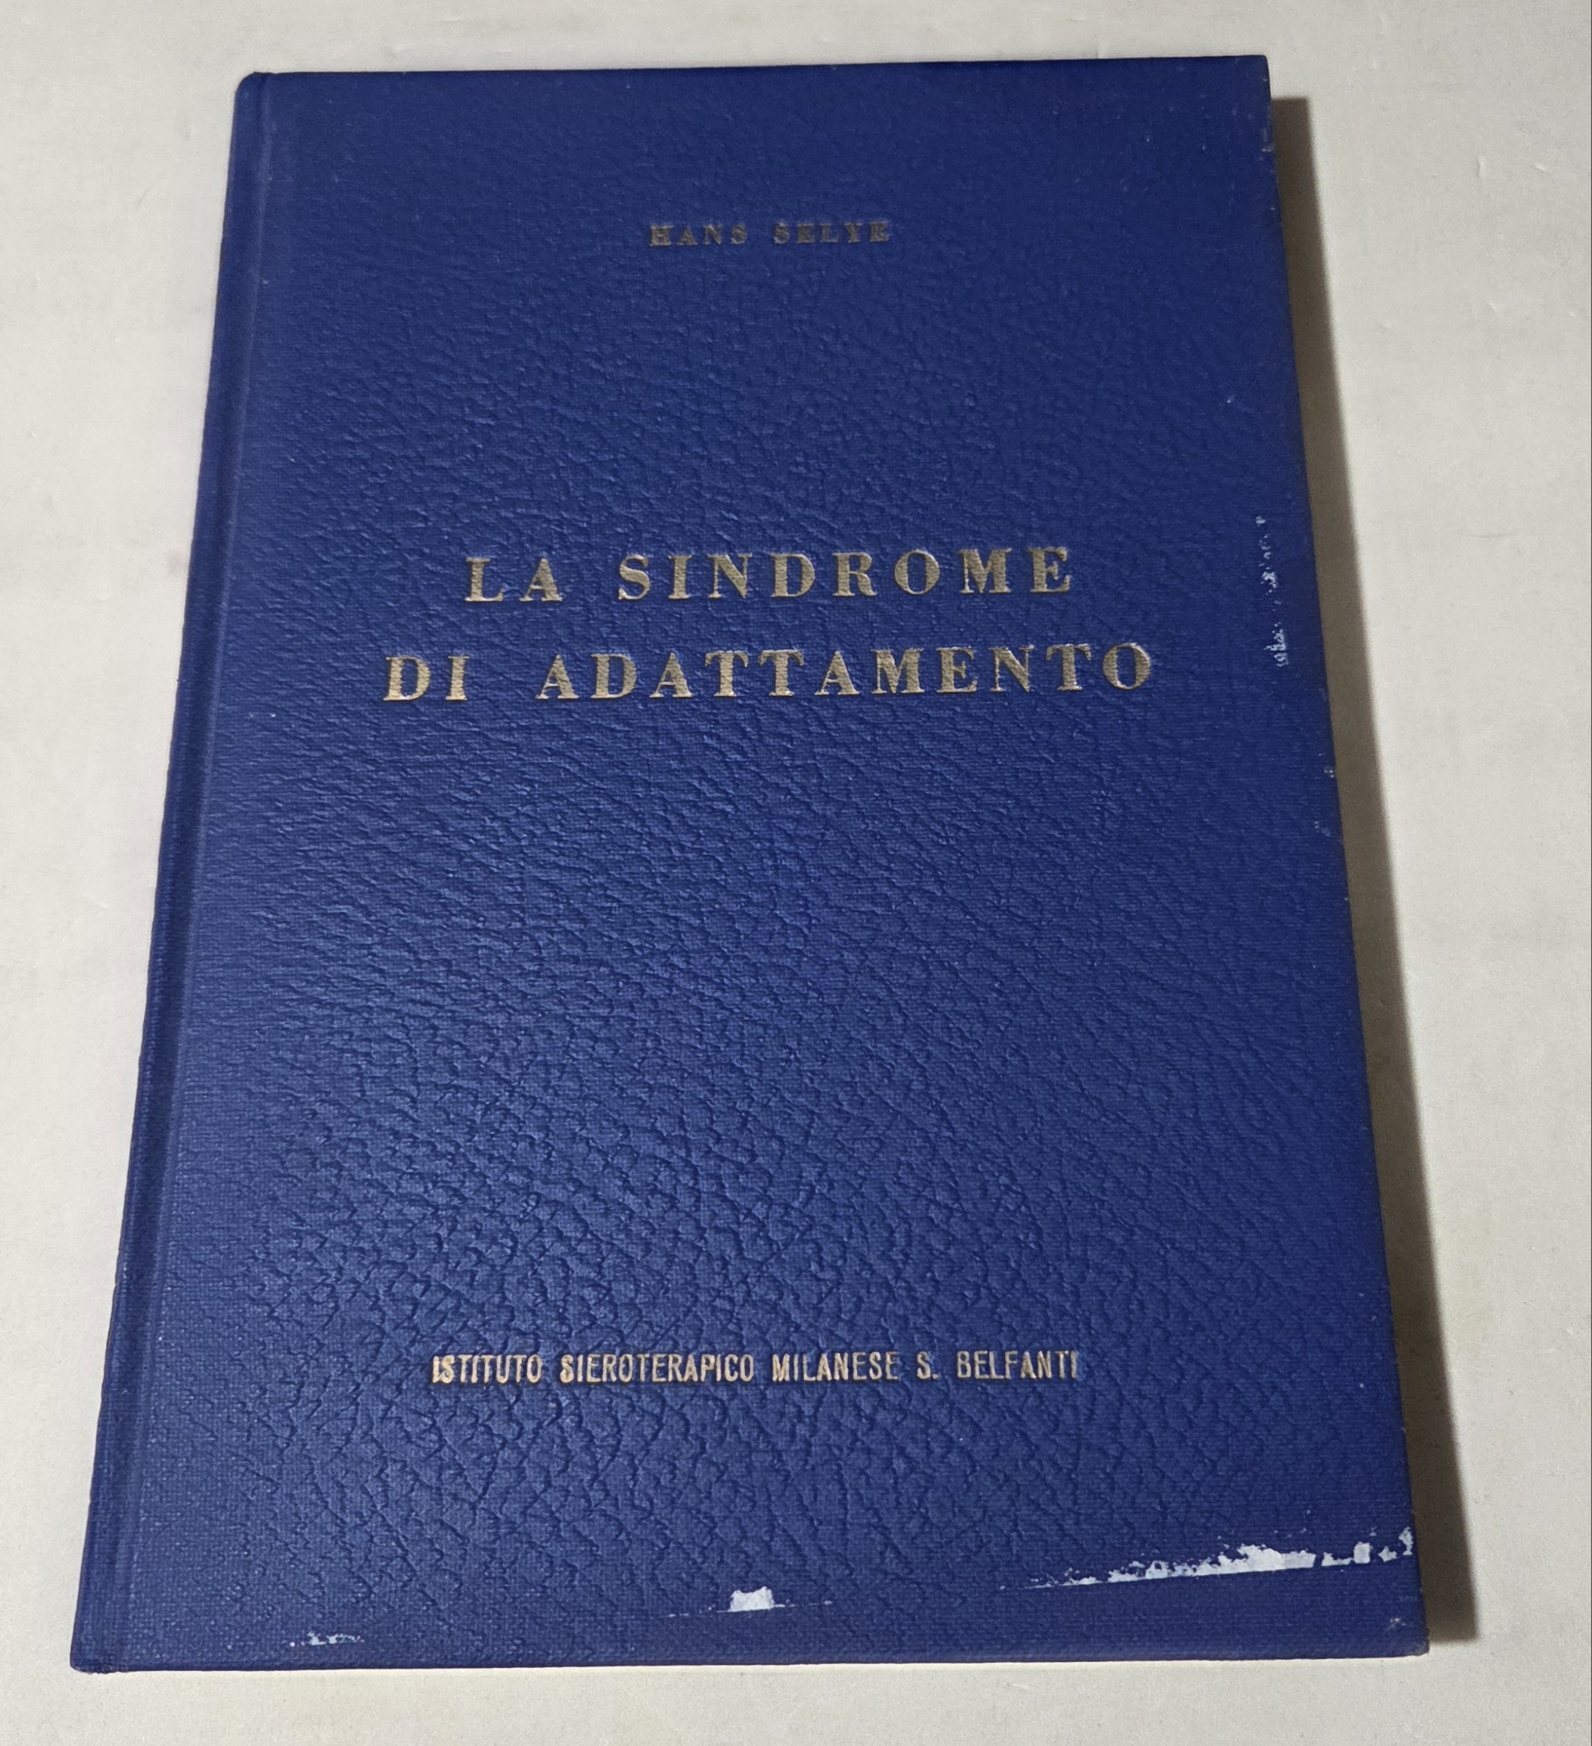 HANS SELYE
LA SINDROME
DI ADATTAMENTO
ISTITUTO SIEROTERAPICO MILANESE S. BELFANTI